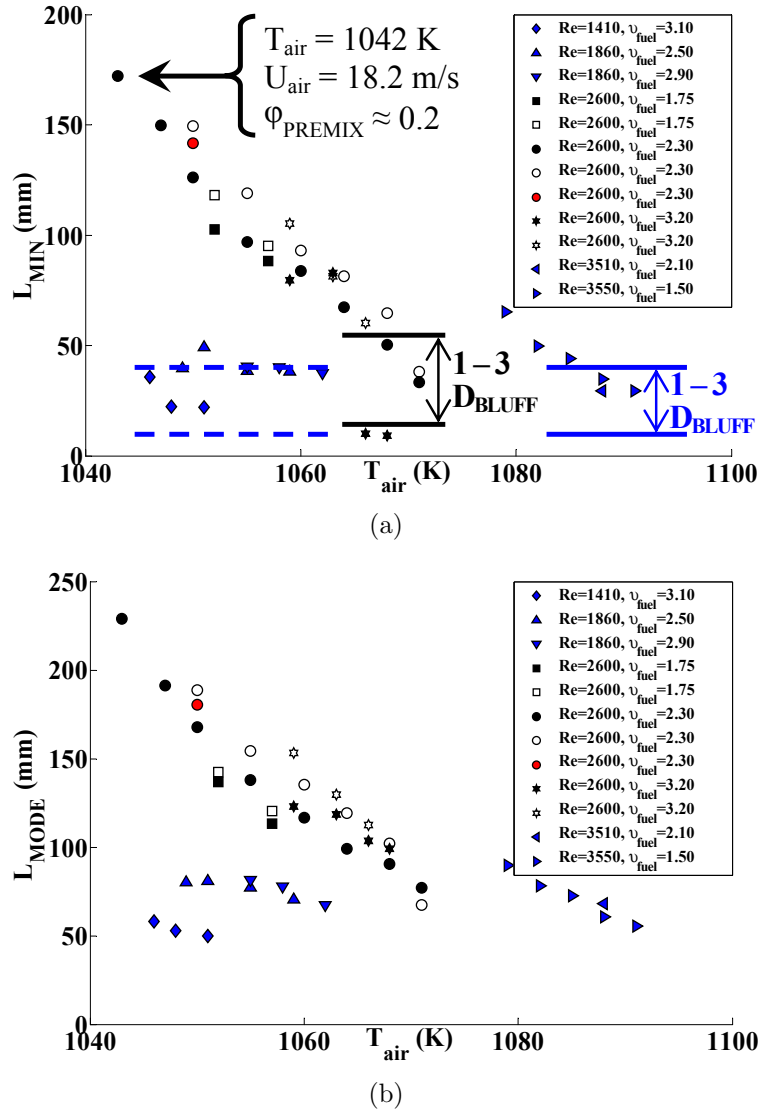 T_air = 1042 K
U_air = 18.2 m/s
φ_PREMIX ≈ 0.2
Re=1410, υ_fuel=3.10
Re=1860, υ_fuel=2.50
Re=1860, υ_fuel=2.90
Re=2600, υ_fuel=1.75
Re=2600, υ_fuel=1.75
Re=2600, υ_fuel=2.30
Re=2600, υ_fuel=2.30
Re=2600, υ_fuel=2.30
Re=2600, υ_fuel=3.20
Re=2600, υ_fuel=3.20
Re=3510, υ_fuel=2.10
Re=3550, υ_fuel=1.50
200
150
100
50
0
L_MIN (mm)
1–3
D_BLUFF
1–3
D_BLUFF
1040
1060
1080
1100
T_air (K)
(a)
Re=1410, υ_fuel=3.10
Re=1860, υ_fuel=2.50
Re=1860, υ_fuel=2.90
Re=2600, υ_fuel=1.75
Re=2600, υ_fuel=1.75
Re=2600, υ_fuel=2.30
Re=2600, υ_fuel=2.30
Re=2600, υ_fuel=2.30
Re=2600, υ_fuel=3.20
Re=2600, υ_fuel=3.20
Re=3510, υ_fuel=2.10
Re=3550, υ_fuel=1.50
250
200
150
100
50
0
L_MODE (mm)
1040
1060
1080
1100
T_air (K)
(b)